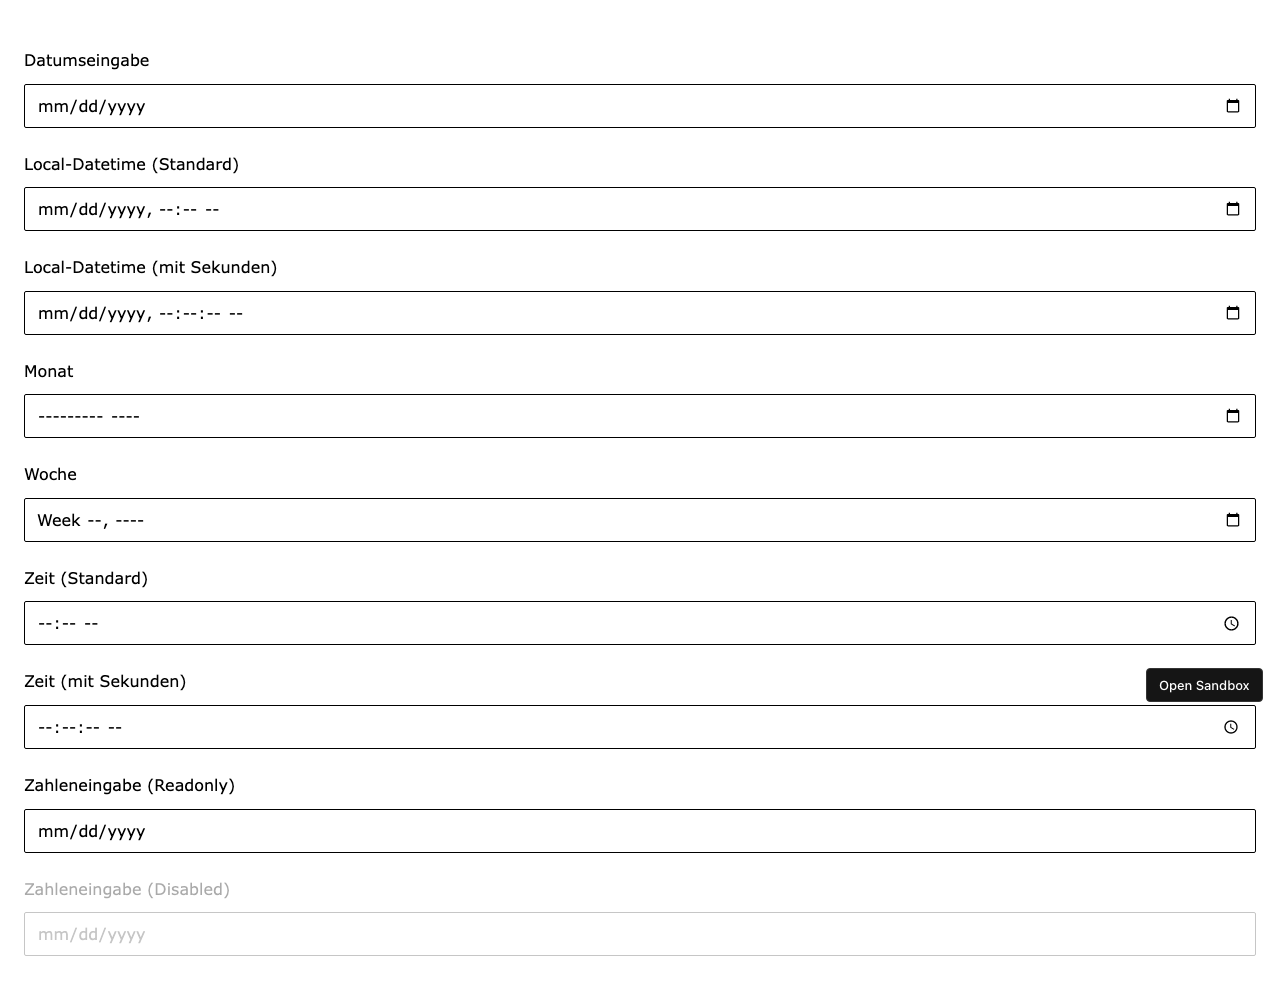 Datumseingabe
mm/dd/yyyy
Local-Datetime (Standard)
mm/dd/yyyy, --:-- --
Local-Datetime (mit Sekunden)
mm/dd/yyyy, --:--:-- --
Monat
--------- ----
Woche
Week --, ----
Zeit (Standard)
--:-- --
Zeit (mit Sekunden)
Open Sandbox
--:--:-- --
Zahleneingabe (Readonly)
mm/dd/yyyy
Zahleneingabe (Disabled)
mm/dd/yyyy